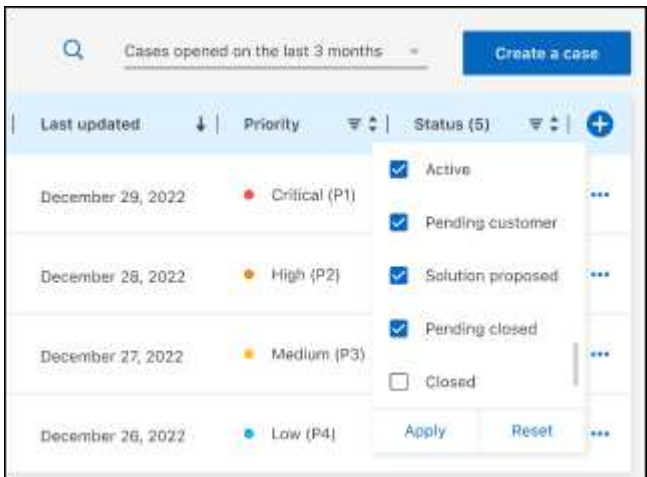 Cases opened on the last 3 months
Create a case
Last updated
Priority
Status (5)
Active
December 29, 2022
Critical (P1)
Pending customer
December 28, 2022
High (P2)
Solution proposed
Pending closed
December 27, 2022
Medium (P3)
Closed
December 26, 2022
Low (P4)
Apply
Reset